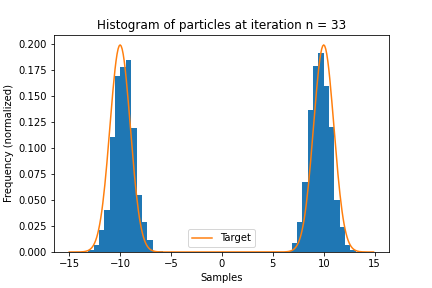 Histogram of particles at iteration n = 33
Frequency (normalized)
0.200
0.175
0.150
0.125
0.100
0.075
0.050
0.025
0.000
Target
−15 −10 −5 0 5 10 15
Samples